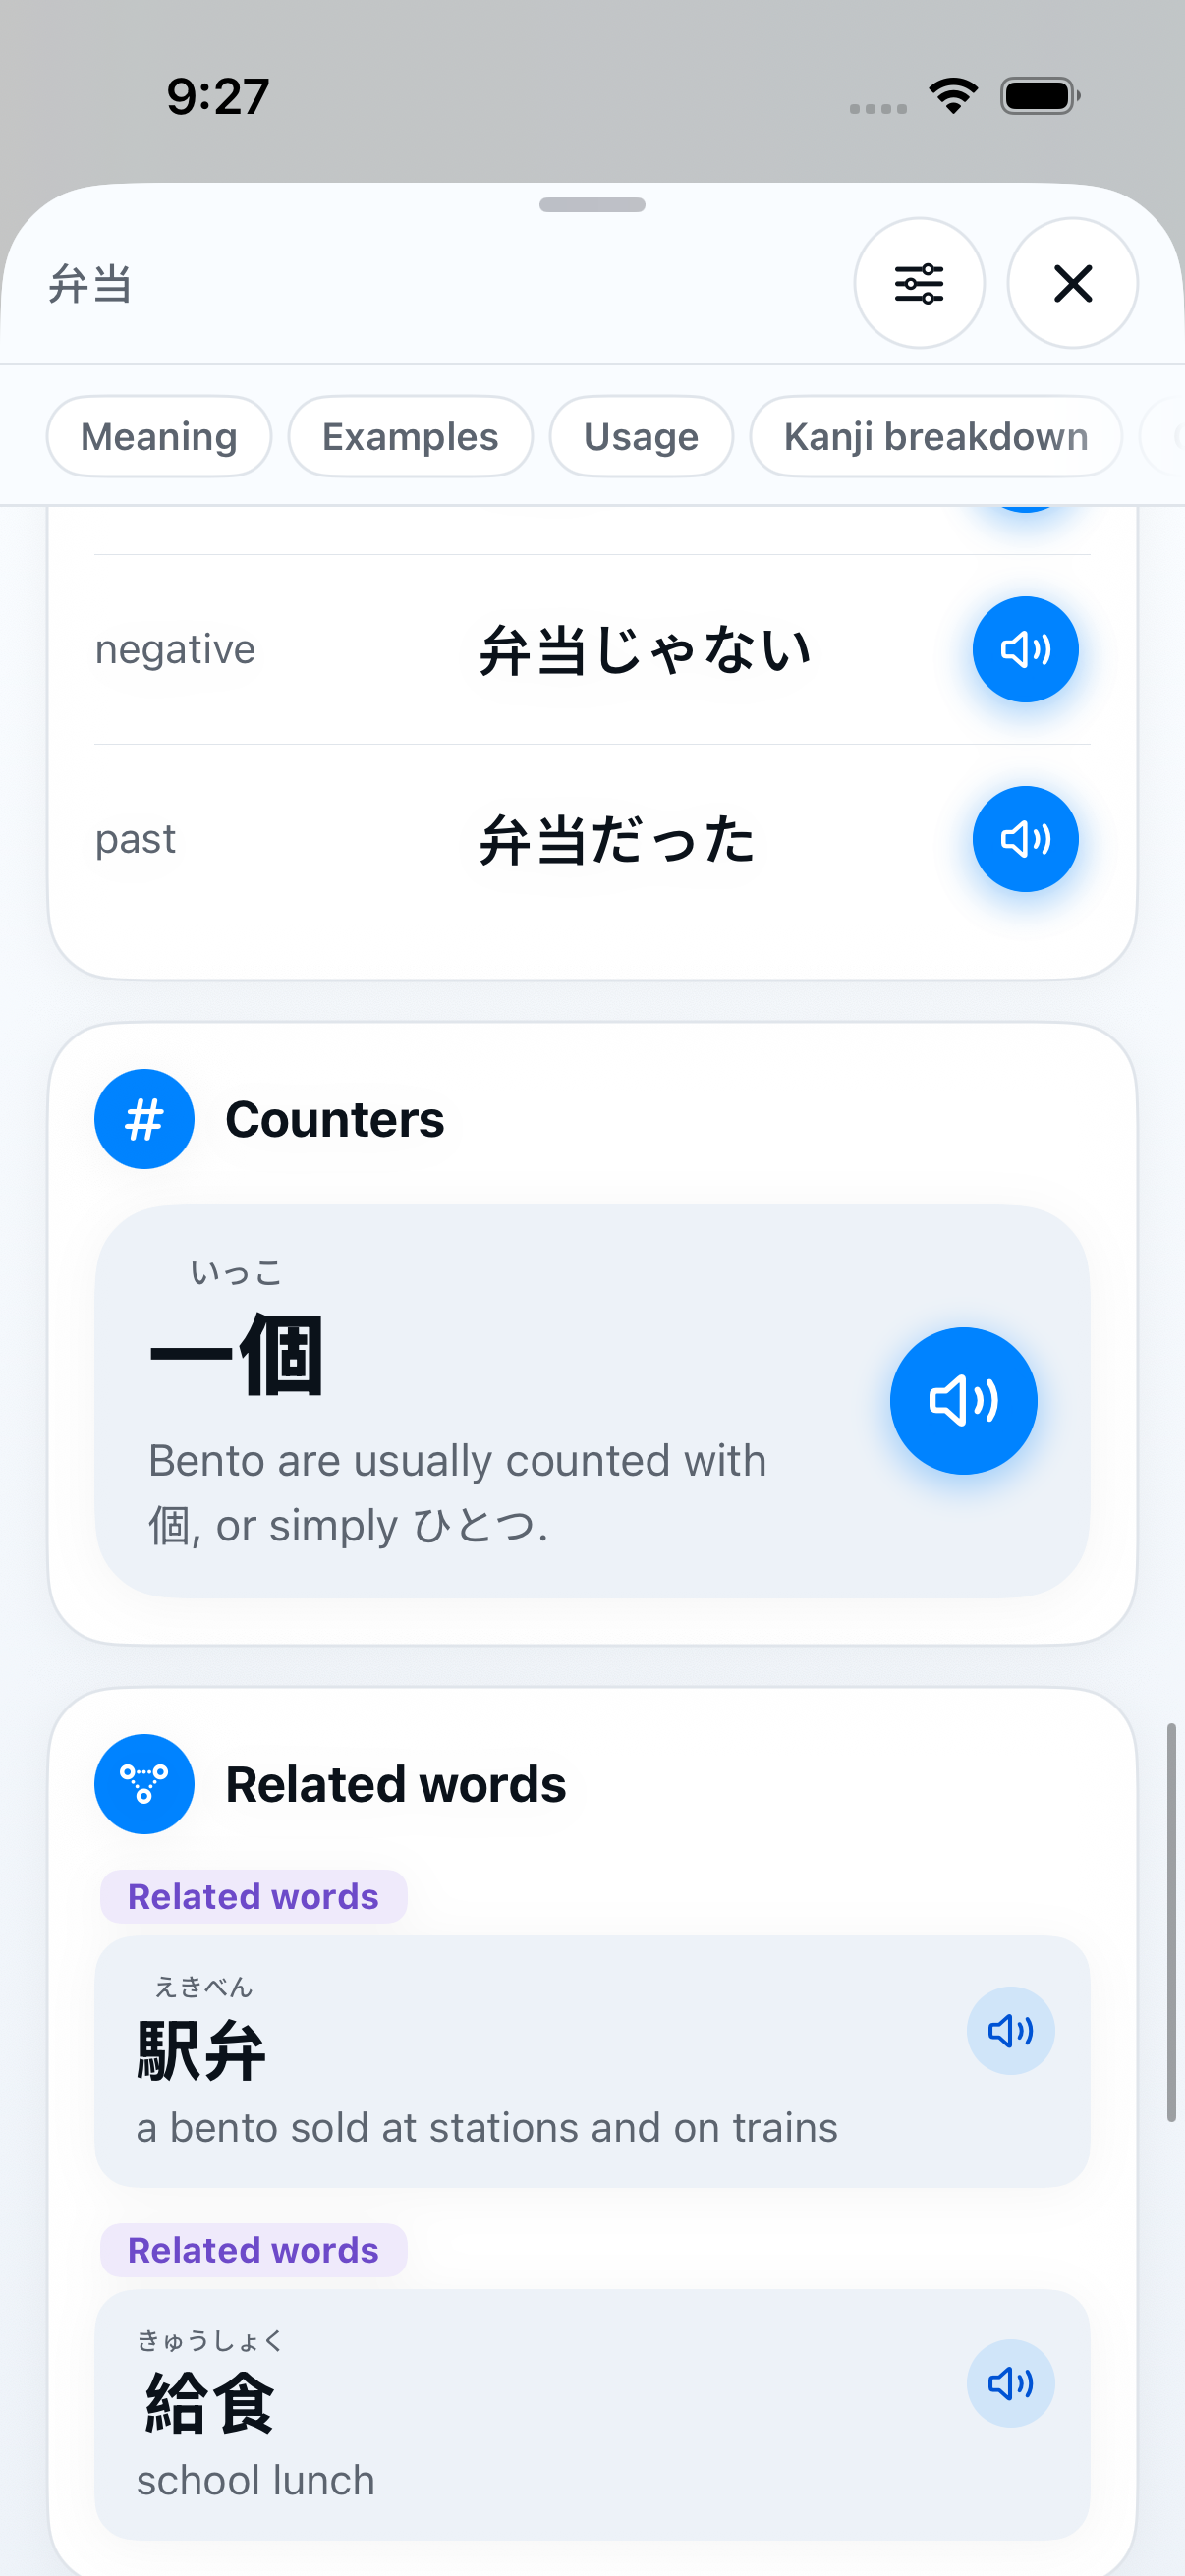 9:27
弁当
Meaning
Examples
Usage
Kanji breakdown
negative
弁当じゃない
past
弁当だった
Counters
いっこ
一個
Bento are usually counted with
個, or simply ひとつ.
Related words
Related words
えきべん
駅弁
a bento sold at stations and on trains
Related words
きゅうしょく
給食
school lunch